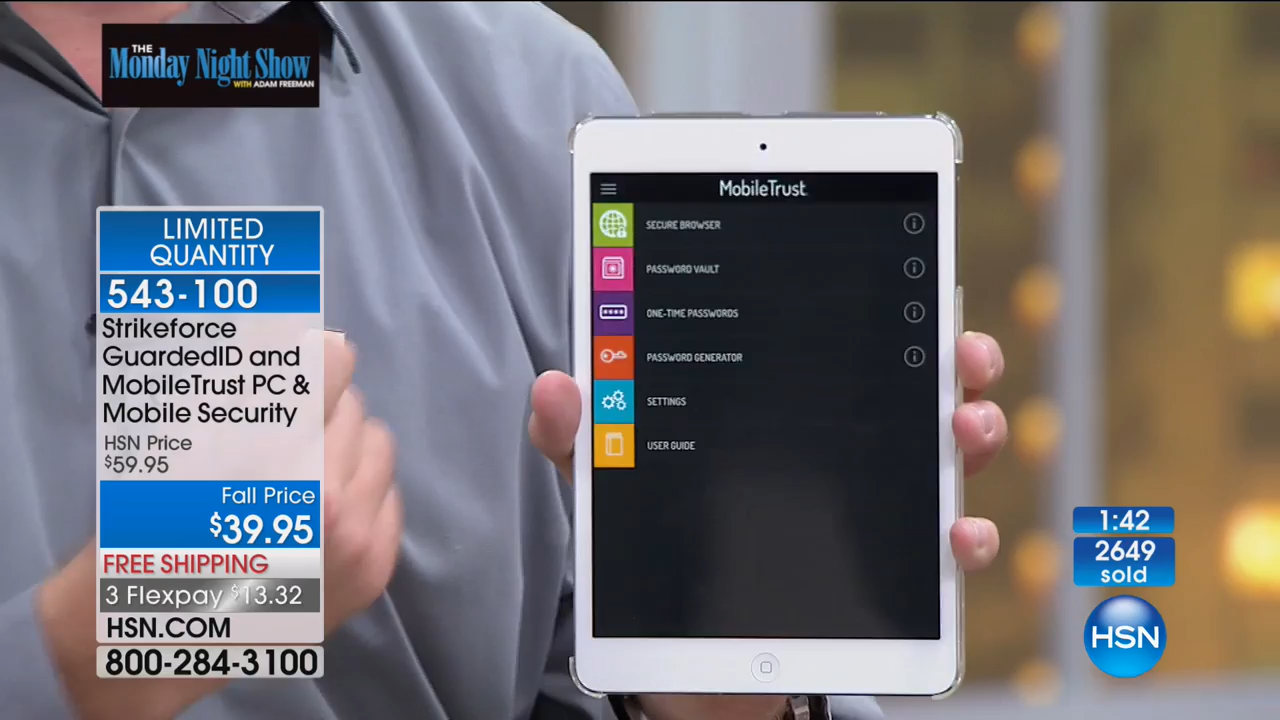 THE
Monday Night Show
WITH ADAM FREEMAN
LIMITED
QUANTITY
543-100
Strikeforce
GuardedID and
MobileTrust PC &
Mobile Security
HSN Price
$59.95
Fall Price
$39.95
FREE SHIPPING
3 Flexpay $13.32
HSN.COM
800-284-3100
MobileTrust
SECURE BROWSER
PASSWORD VAULT
ONE-TIME PASSWORDS
PASSWORD GENERATOR
SETTINGS
USER GUIDE
1:42
2649
sold
HSN